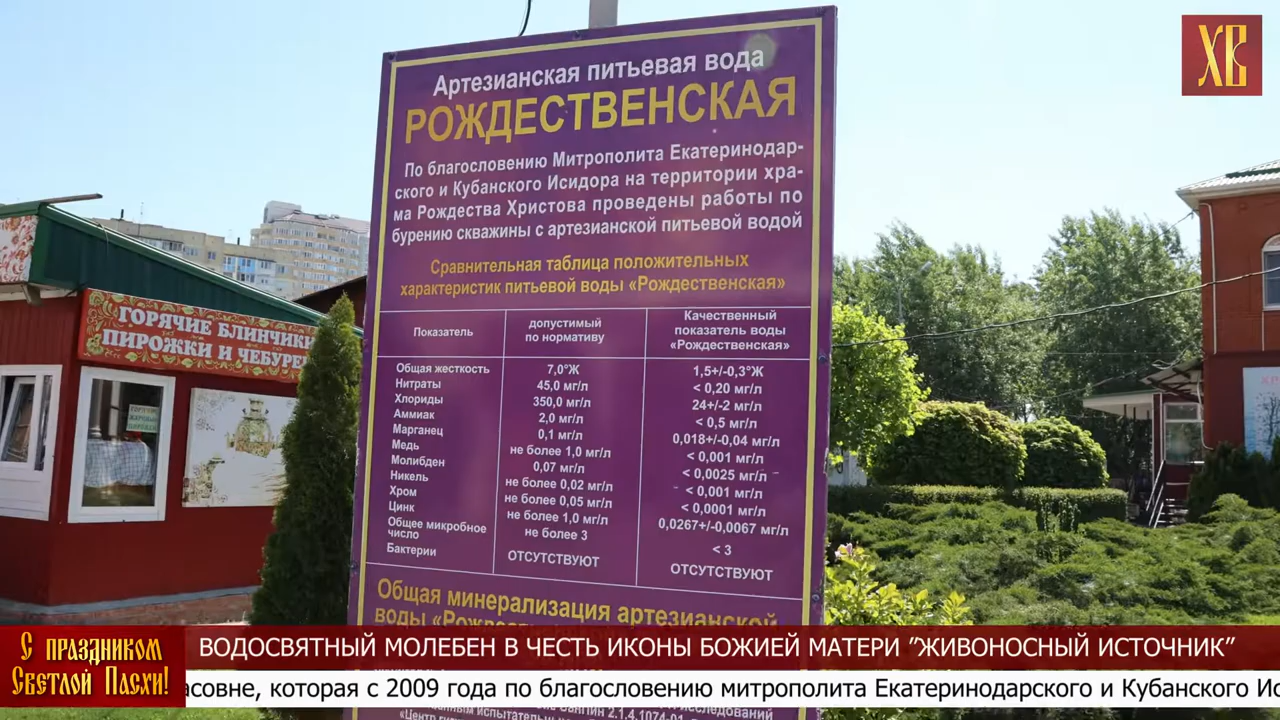 Артезианская питьевая вода
РОЖДЕСТВЕНСКАЯ
По благословению Митрополита Екатеринодар-
ского и Кубанского Исидора на территории хра-
ма Рождества Христова проведены работы по
бурению скважины с артезианской питьевой водой
Сравнительная таблица положительных
характеристик питьевой воды «Рождественская»
Показатель допустимый по нормативу Качественный показатель воды «Рождественская»
Общая жесткость 7,0°Ж 1,5+/-0,3°Ж
Нитраты 45,0 мг/л < 0,20 мг/л
Хлориды 350,0 мг/л 24+/-2 мг/л
Аммиак 2,0 мг/л < 0,5 мг/л
Марганец 0,1 мг/л 0,018+/-0,04 мг/л
Медь не более 1,0 мг/л < 0,001 мг/л
Молибден 0,07 мг/л < 0,0025 мг/л
Никель не более 0,02 мг/л < 0,001 мг/л
Хром не более 0,05 мг/л < 0,0001 мг/л
Цинк не более 1,0 мг/л 0,0267+/-0,0067 мг/л
Общее микробное число не более 3 < 3
Бактерии ОТСУТСТВУЮТ ОТСУТСТВУЮТ
Общая минерализация артезианской
воды
ГОРЯЧИЕ БЛИНЧИКИ
ПИРОЖКИ И ЧЕБУРЕ
ХВ
С праздником
Светлой Пасхи!
ВОДОСВЯТНЫЙ МОЛЕБЕН В ЧЕСТЬ ИКОНЫ БОЖИЕЙ МАТЕРИ "ЖИВОНОСНЫЙ ИСТОЧНИК"
асовне, которая с 2009 года по благословению митрополита Екатеринодарского и Кубанского Ис